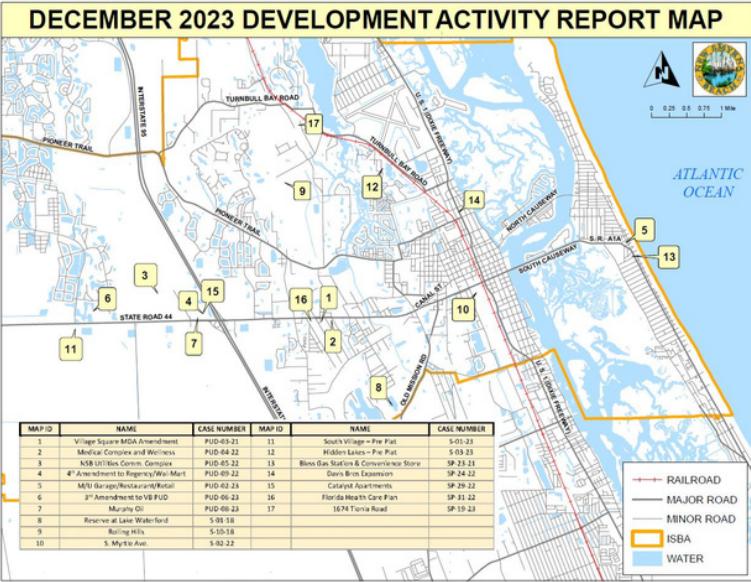 DECEMBER 2023 DEVELOPMENT ACTIVITY REPORT MAP
NEW SMYRNA
BEACH
N
0 0.25 0.5 0.75 1 Mile
INTERSTATE 95
TURNBULL BAY ROAD
U.S. 1 (DIXIE FREEWAY)
17
PIONEER TRAIL
TURNBULL BAY ROAD
ATLANTIC
OCEAN
9
12
14
NORTH CAUSEWAY
PIONEER TRAIL
5
S.R. A1A
13
SOUTH CAUSEWAY
3
15
4
6
16
1
CANAL ST
10
STATE ROAD 44
7
2
11
OLD MISSION RD
8
U.S. 1 (DIXIE FREEWAY)
INTERSTAT
MAP ID NAME CASE NUMBER MAP ID NAME CASE NUMBER
1 Village Square MDA Amendment PUD-03-21 11 South Village – Pre Plat S-01-23
2 Medical Complex and Wellness PUD-04-22 12 Hidden Lakes – Pre Plat S-03-23
3 NSB Utilities Comm. Complex PUD-05-22 13 Bless Gas Station & Convenience Store SP-23-21
4 4th Amendment to Regency/Wal-Mart PUD-09-22 14 Davis Bros Expansion SP-24-22
5 M/U Garage/Restaurant/Retail PUD-02-23 15 Catalyst Apartments SP-29-22
6 3rd Amendment to VB PUD PUD-06-23 16 Florida Health Care Plan SP-31-22
7 Murphy Oil PUD-08-23 17 1674 Tionia Road SP-19-23
8 Reserve at Lake Waterford S-01-18
9 Rolling Hills S-10-18
10 S. Myrtle Ave. S-02-22
RAILROAD
MAJOR ROAD
MINOR ROAD
ISBA
WATER